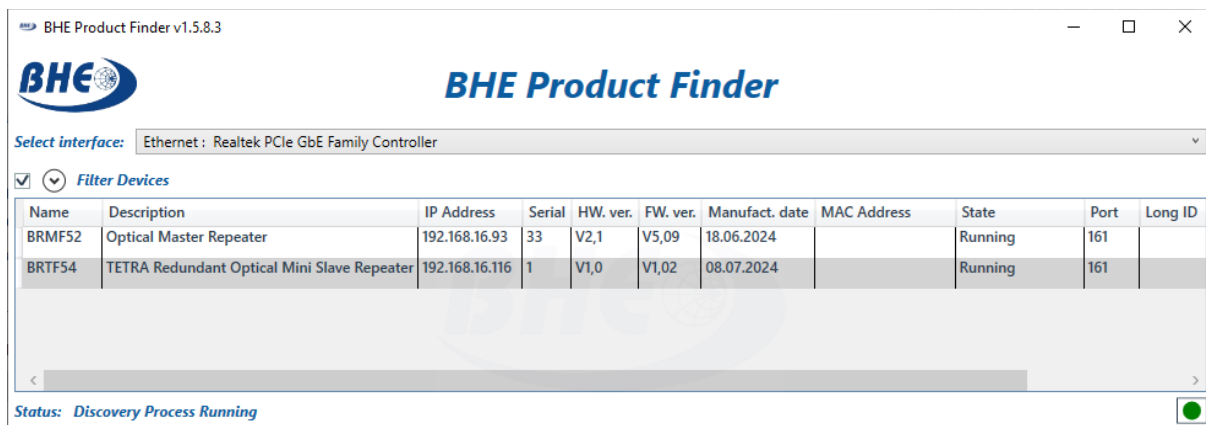 BHE Product Finder v1.5.8.3
BHE
BHE Product Finder
Select interface: Ethernet : Realtek PCIe GbE Family Controller
Filter Devices
Name Description IP Address Serial HW. ver. FW. ver. Manufact. date MAC Address State Port Long ID
BRMF52 Optical Master Repeater 192.168.16.93 33 V2,1 V5,09 18.06.2024 Running 161
BRTF54 TETRA Redundant Optical Mini Slave Repeater 192.168.16.116 1 V1,0 V1,02 08.07.2024 Running 161
BHE
Status: Discovery Process Running